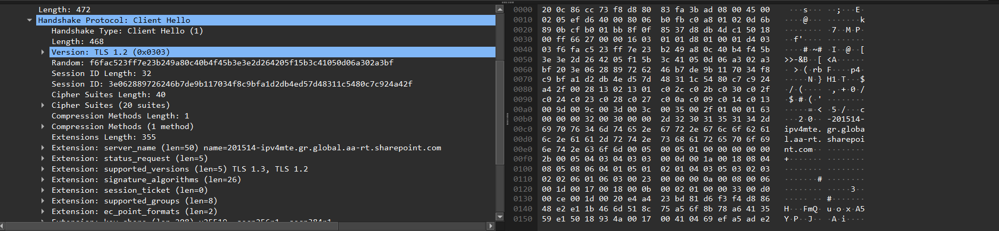 Length: 472
Handshake Protocol: Client Hello
Handshake Type: Client Hello (1)
Length: 468
Version: TLS 1.2 (0x0303)
Random: f6fac523ff7e23b249a80c40b4f45b3e3e2d264205f15b3c41050d06a302a3bf
Session ID Length: 32
Session ID: 3e062889726246b7de9b117034f8c9bfa1d2db4ed57d48311c5480c7c924a42f
Cipher Suites Length: 40
Cipher Suites (20 suites)
Compression Methods Length: 1
Compression Methods (1 method)
Extensions Length: 355
Extension: server_name (len=50) name=201514-ipv4mte.gr.global.aa-rt.sharepoint.com
Extension: status_request (len=5)
Extension: supported_versions (len=5) TLS 1.3, TLS 1.2
Extension: signature_algorithms (len=26)
Extension: session_ticket (len=0)
Extension: supported_groups (len=8)
Extension: ec_point_formats (len=2)
0000 20 0c 86 cc 73 f8 d8 80 83 fa 3b ad 08 00 45 00 ···s·· ··;···E·
0010 02 05 ef d6 40 00 80 06 b0 fb c0 a8 01 02 0d 6b ····@··· ·······k
0020 89 0b cf b0 01 bb 8f 0f 85 37 d8 db 4d c1 50 18 ········ ·7··M·P·
0030 00 ff 66 27 00 00 16 03 01 01 d8 01 00 01 d4 03 ··f'···· ········
0040 03 f6 fa c5 23 ff 7e 23 b2 49 a8 0c 40 b4 f4 5b ····#·~# ·I··@··[
0050 3e 3e 2d 26 42 05 f1 5b 3c 41 05 0d 06 a3 02 a3 >>-&B··[ <A······
0060 bf 20 3e 06 28 89 72 62 46 b7 de 9b 11 70 34 f8 · >·(·rb F····p4·
0070 c9 bf a1 d2 db 4e d5 7d 48 31 1c 54 80 c7 c9 24 ·····N·} H1·T···$
0080 a4 2f 00 28 13 02 13 01 c0 2c c0 2b c0 30 c0 2f ·/·(···· ·,·+·0·/
0090 c0 24 c0 23 c0 28 c0 27 c0 0a c0 09 c0 14 c0 13 ·$·#·(·' ········
00a0 00 9d 00 9c 00 3d 00 3c 00 35 00 2f 01 00 01 63 ·····=·< ·5·/···c
00b0 00 00 00 32 00 30 00 00 2d 32 30 31 35 31 34 2d ···2·0·· -201514-
00c0 69 70 76 34 6d 74 65 2e 67 72 2e 67 6c 6f 62 61 ipv4mte. gr.globa
00d0 6c 2e 61 61 2d 72 74 2e 73 68 61 72 65 70 6f 69 l.aa-rt. sharepoi
00e0 6e 74 2e 63 6f 6d 00 05 00 05 01 00 00 00 00 00 nt.com·· ········
00f0 2b 00 05 04 03 04 03 03 00 0d 00 1a 00 18 08 04 +······· ········
0100 08 05 08 06 04 01 05 01 02 01 04 03 05 03 02 03 ········ ········
0110 02 02 06 01 06 03 00 23 00 00 00 0a 00 08 00 06 ·······# ········
0120 00 1d 00 17 00 18 00 0b 00 02 01 00 00 33 00 d0 ········ ·····3··
0130 00 ce 00 1d 00 20 e4 a4 23 bd 81 d6 f3 f4 d8 86 ····· ·· #·······
0140 48 e2 e1 1b 46 6d 51 8c 75 a5 6f 8b 78 a6 41 35 H···FmQ· u·o·x·A5
0150 59 e1 50 18 93 4a 00 17 00 41 04 69 ef a5 ad e2 Y·P··J·· ·A·i····